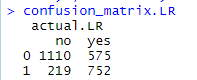 > confusion_matrix.LR
actual.LR
no yes
0 1110 575
1 219 752